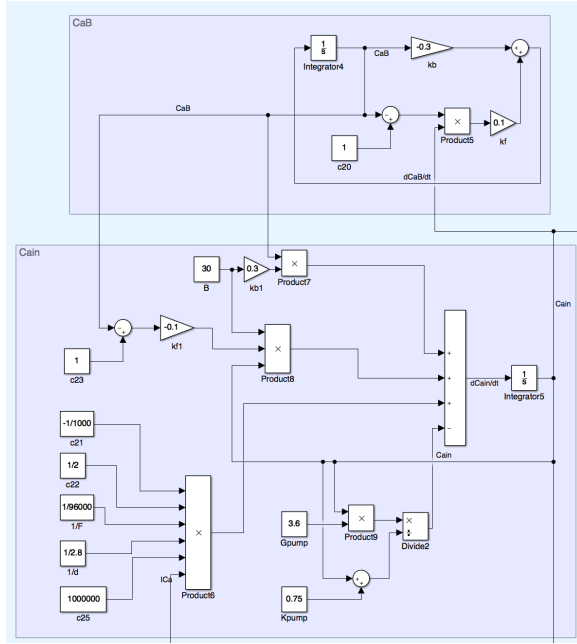 CaB
1
s
Integrator4
CaB
-0.3
kb
+
+
CaB
-
+
1
c20
×
Product5
0.1
kf
dCaB/dt
Cain
30
B
0.3
kb1
×
Product7
Cain
-
+
-0.1
kf1
1
c23
×
Product8
+
+
+
-
dCain/dt
1
s
Integrator5
-1/1000
c21
1/2
c22
1/96000
1/F
1/2.8
1/d
1000000
c25
ICa
×
Product6
Cain
3.6
Gpump
×
Product9
×
÷
Divide2
+
+
0.75
Kpump